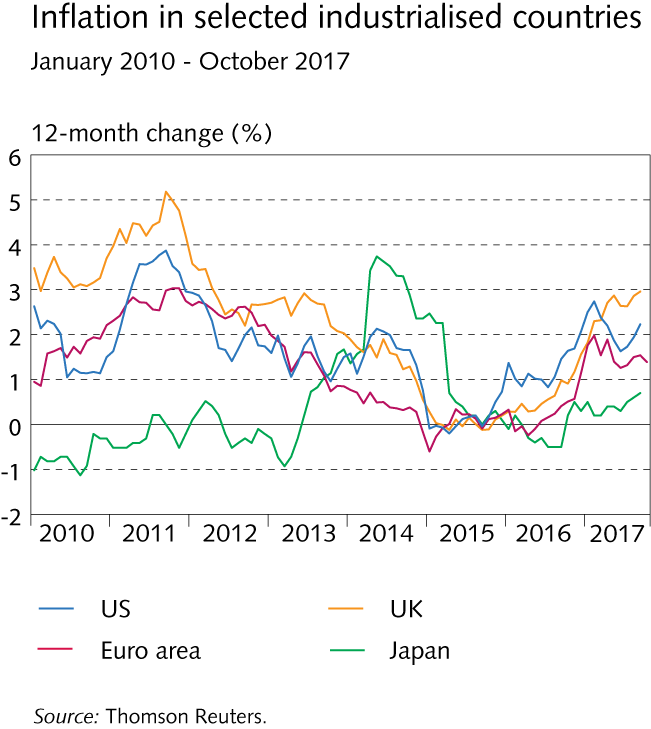 Inflation in selected industrialised countries
January 2010 - October 2017
12-month change (%)
6
5
4
3
2
1
0
-1
-2
2010 2011 2012 2013 2014 2015 2016 2017
US UK
Euro area Japan
Source: Thomson Reuters.